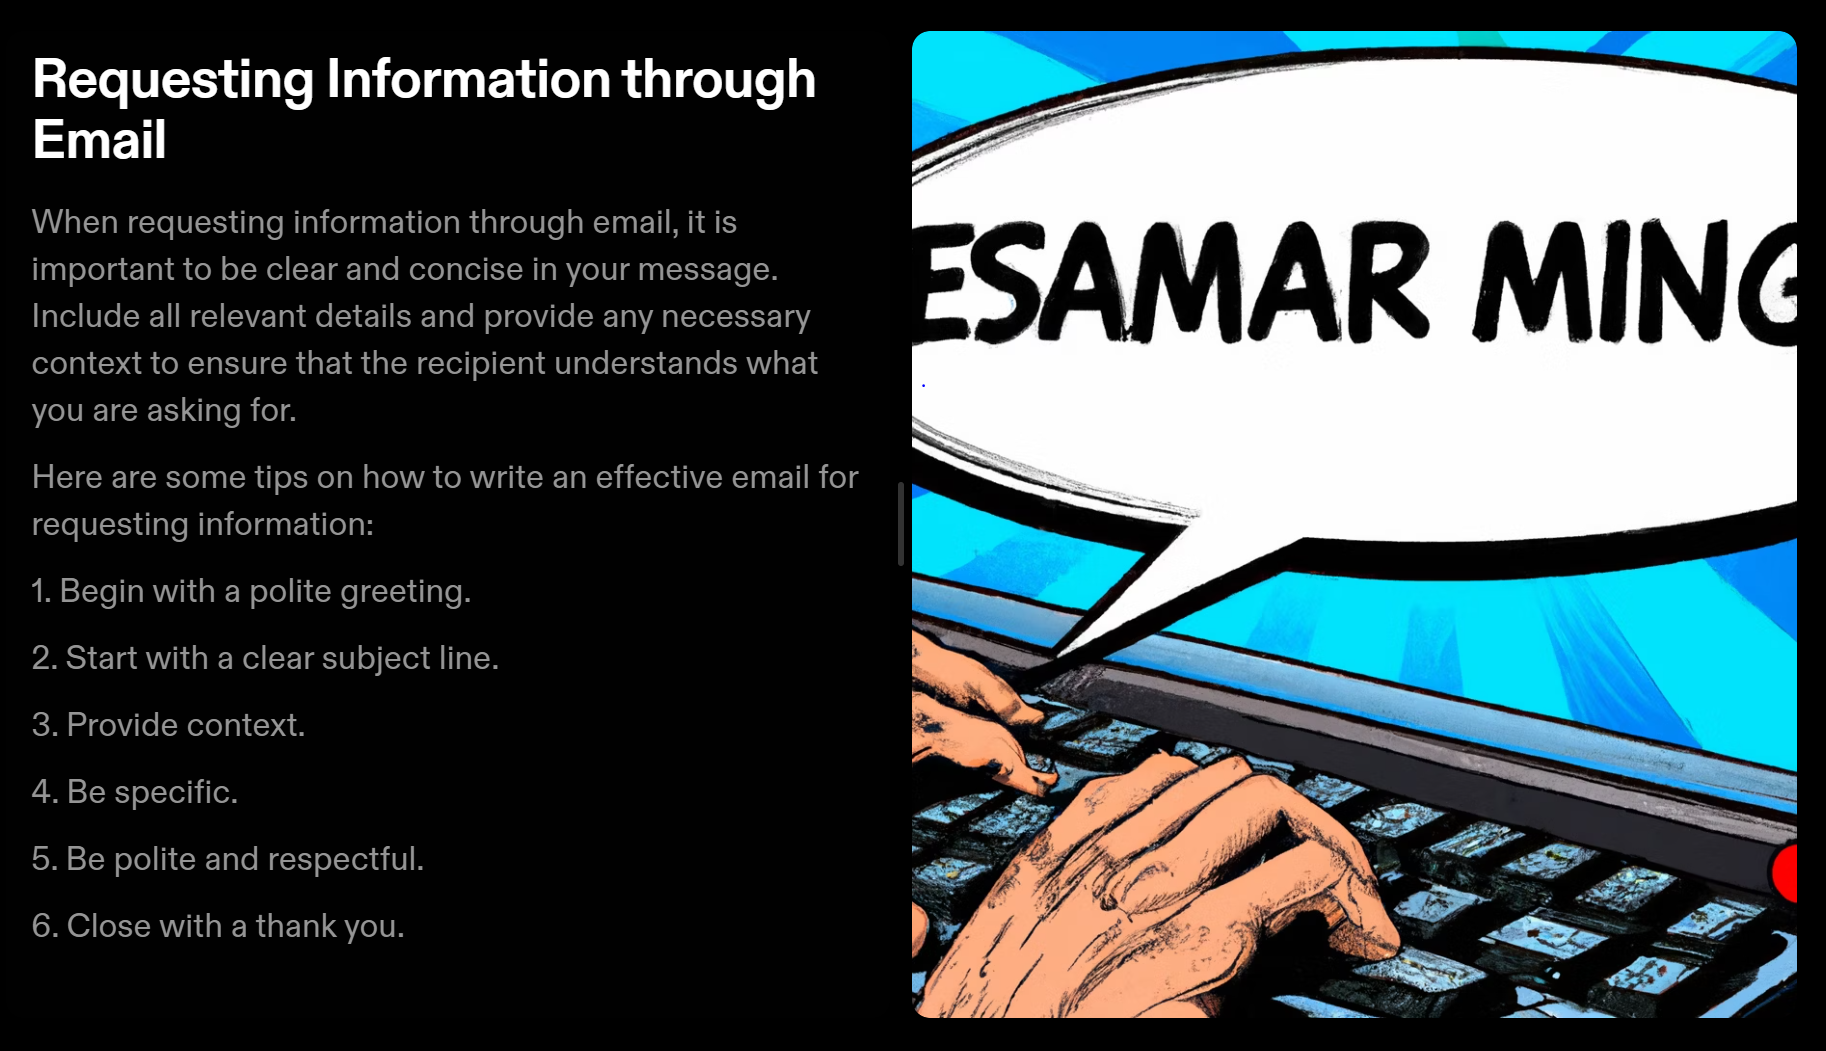 Requesting Information through
Email
When requesting information through email, it is
important to be clear and concise in your message.
Include all relevant details and provide any necessary
context to ensure that the recipient understands what
you are asking for.
Here are some tips on how to write an effective email for
requesting information:
1. Begin with a polite greeting.
2. Start with a clear subject line.
3. Provide context.
4. Be specific.
5. Be polite and respectful.
6. Close with a thank you.
ESAMAR MING